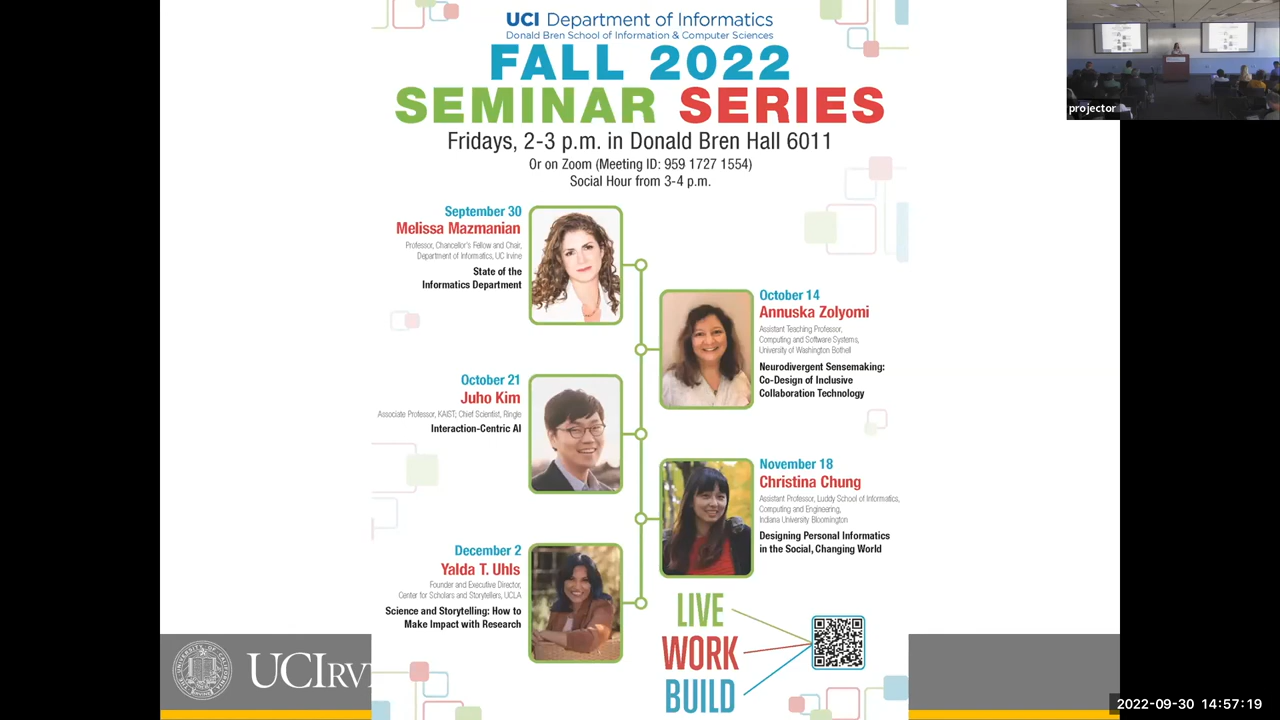 UCI Department of Informatics
Donald Bren School of Information & Computer Sciences
FALL 2022
SEMINAR SERIES
Fridays, 2-3 p.m. in Donald Bren Hall 6011
Or on Zoom (Meeting ID: 959 1727 1554)
Social Hour from 3-4 p.m.
projector
September 30
Melissa Mazmanian
Professor, Chancellor's Fellow and Chair,
Department of Informatics, UC Irvine
State of the
Informatics Department
October 14
Annuska Zolyomi
Assistant Teaching Professor,
Computing and Software Systems,
University of Washington Bothell
Neurodivergent Sensemaking:
Co-Design of Inclusive
Collaboration Technology
October 21
Juho Kim
Associate Professor, KAIST; Chief Scientist, Ringle
Interaction-Centric AI
November 18
Christina Chung
Assistant Professor, Luddy School of Informatics,
Computing and Engineering,
Indiana University Bloomington
Designing Personal Informatics
in the Social, Changing World
December 2
Yalda T. Uhls
Founder and Executive Director,
Center for Scholars and Storytellers, UCLA
Science and Storytelling: How to
Make Impact with Research
LIVE
WORK
BUILD
UCIRVI
2022-09-30 14:57:19